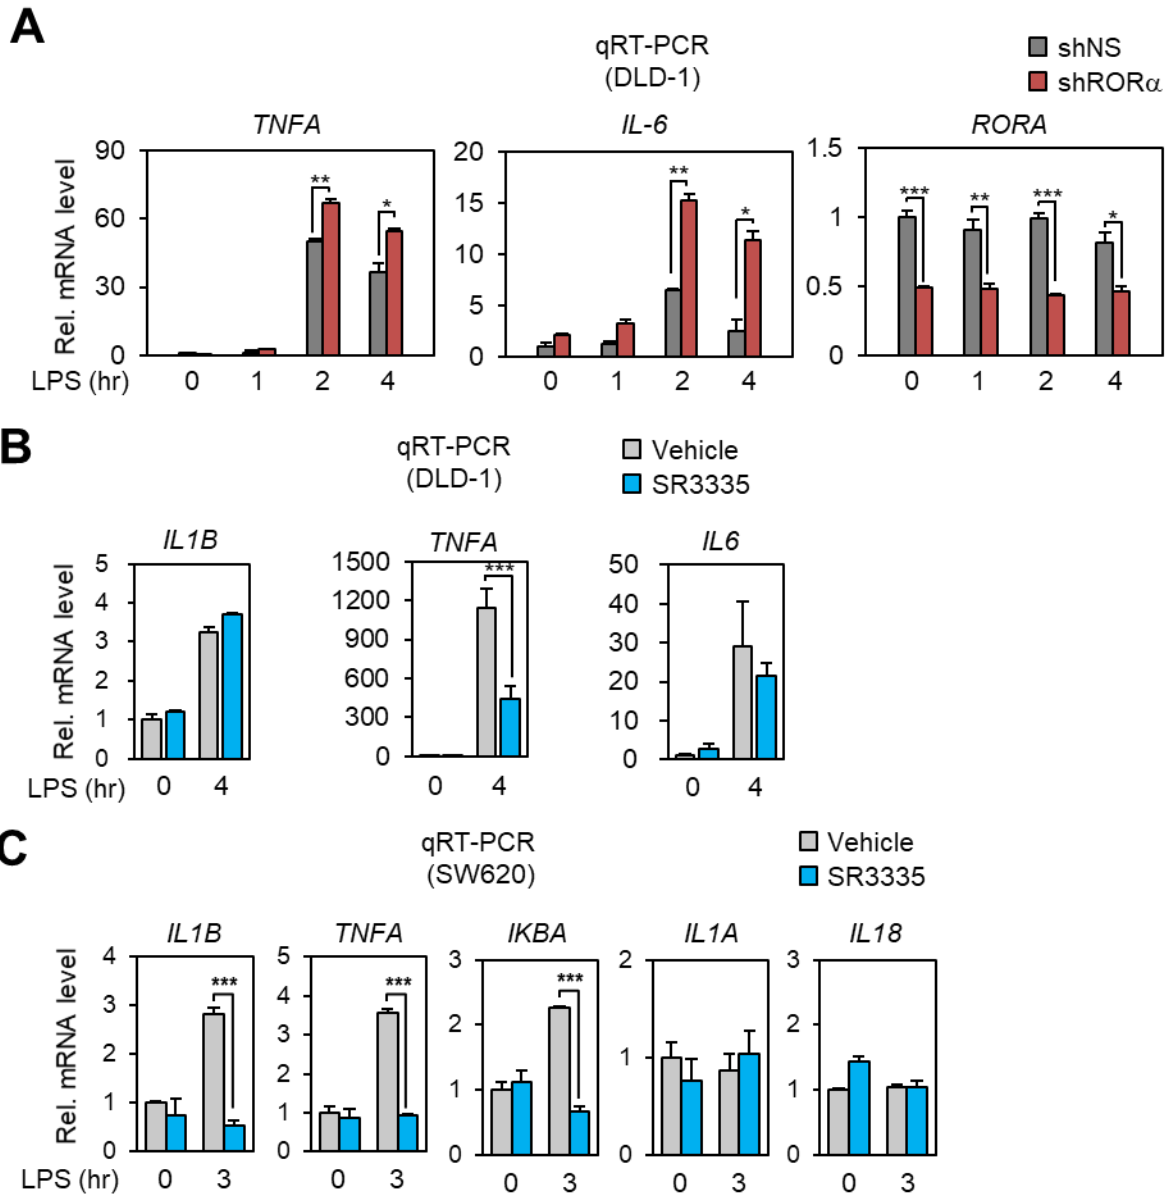 A
qRT-PCR
(DLD-1)
shNS
shRORα
TNFA
IL-6
RORA
Rel. mRNA level
90
60
30
0
20
15
10
5
0
1.5
1
0.5
0
** *
** *
*** ** *** *
LPS (hr)
0 1 2 4
0 1 2 4
0 1 2 4
B
qRT-PCR
(DLD-1)
Vehicle
SR3335
IL1B
TNFA
IL6
Rel. mRNA level
5
4
3
2
1
0
1500
1200
900
600
300
0
50
40
30
20
10
0
***
LPS (hr)
0 4
0 4
0 4
C
qRT-PCR
(SW620)
Vehicle
SR3335
IL1B
TNFA
IKBA
IL1A
IL18
Rel. mRNA level
4
3
2
1
0
5
4
3
2
1
0
3
2
1
0
2
1
0
3
2
1
0
***
***
***
LPS (hr)
0 3
0 3
0 3
0 3
0 3